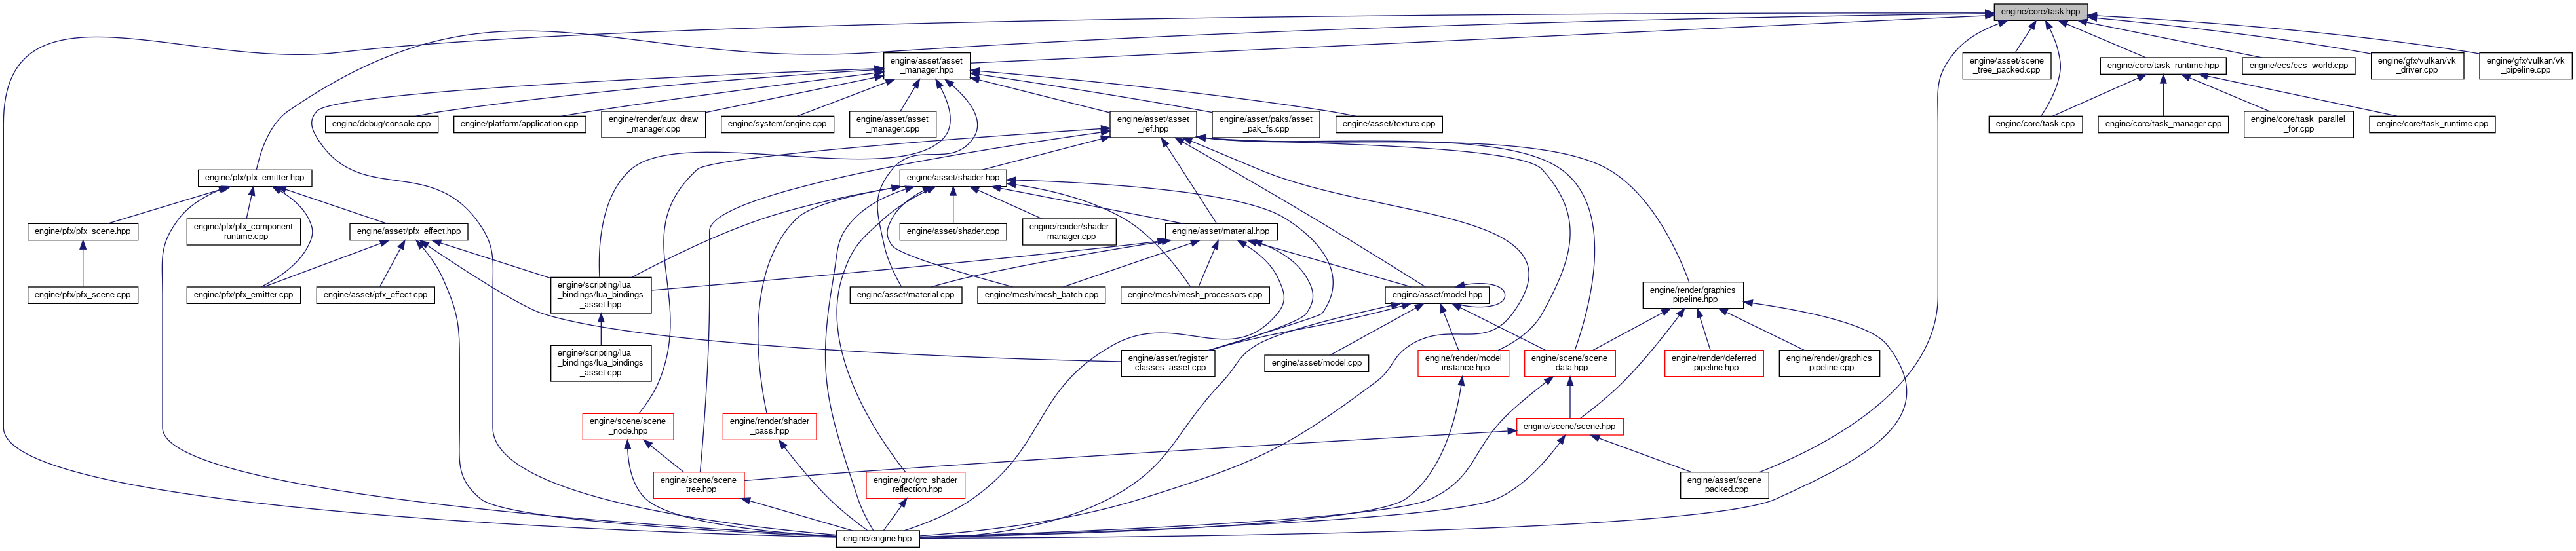 engine/core/task.hpp
engine/asset/asset
_manager.hpp
engine/asset/scene
_tree_packed.cpp
engine/core/task_runtime.hpp
engine/ecs/ecs_world.cpp
engine/gfx/vulkan/vk
_driver.cpp
engine/gfx/vulkan/vk
_pipeline.cpp
engine/debug/console.cpp
engine/platform/application.cpp
engine/render/aux_draw
_manager.cpp
engine/system/engine.cpp
engine/asset/asset
_manager.cpp
engine/asset/asset
_ref.hpp
engine/asset/paks/asset
_pak_fs.cpp
engine/asset/texture.cpp
engine/core/task.cpp
engine/core/task_manager.cpp
engine/core/task_parallel
_for.cpp
engine/core/task_runtime.cpp
engine/pfx/pfx_emitter.hpp
engine/asset/shader.hpp
engine/pfx/pfx_scene.hpp
engine/pfx/pfx_component
_runtime.cpp
engine/asset/pfx_effect.hpp
engine/asset/shader.cpp
engine/render/shader
_manager.cpp
engine/asset/material.hpp
engine/pfx/pfx_scene.cpp
engine/pfx/pfx_emitter.cpp
engine/asset/pfx_effect.cpp
engine/scripting/lua
_bindings/lua_bindings
_asset.hpp
engine/asset/material.cpp
engine/mesh/mesh_batch.cpp
engine/mesh/mesh_processors.cpp
engine/asset/model.hpp
engine/render/graphics
_pipeline.hpp
engine/scripting/lua
_bindings/lua_bindings
_asset.cpp
engine/asset/register
_classes_asset.cpp
engine/asset/model.cpp
engine/render/model
_instance.hpp
engine/scene/scene
_data.hpp
engine/render/deferred
_pipeline.hpp
engine/render/graphics
_pipeline.cpp
engine/scene/scene
_node.hpp
engine/render/shader
_pass.hpp
engine/scene/scene.hpp
engine/scene/scene
_tree.hpp
engine/grc/grc_shader
_reflection.hpp
engine/asset/scene
_packed.cpp
engine/engine.hpp